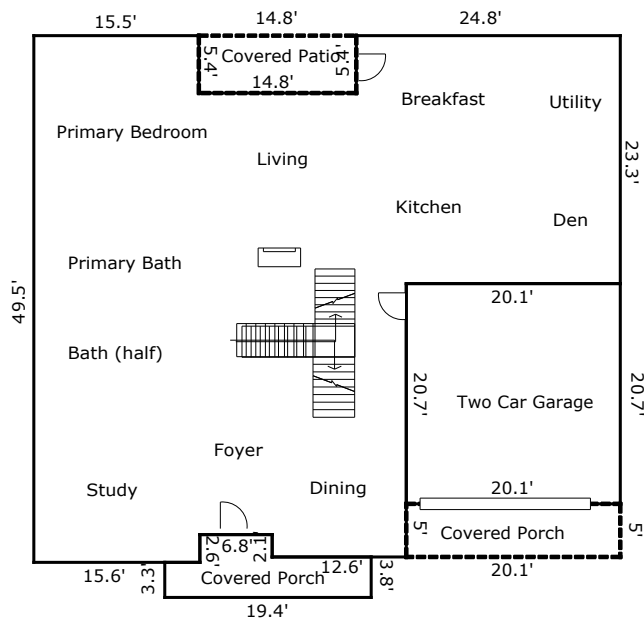 15.5' 14.8' 24.8'
5.4' Covered Patio 5.4'
14.8'
Breakfast Utility
Primary Bedroom
Living
23.3'
Kitchen
Den
Primary Bath
20.1'
49.5'
Bath (half)
20.7' Two Car Garage 20.7'
Foyer
Study Dining
20.1'
5' Covered Porch 5'
2.6' 6.8' 2.1'
15.6' 3.3' Covered Porch 12.6' 3.8' 20.1'
19.4'